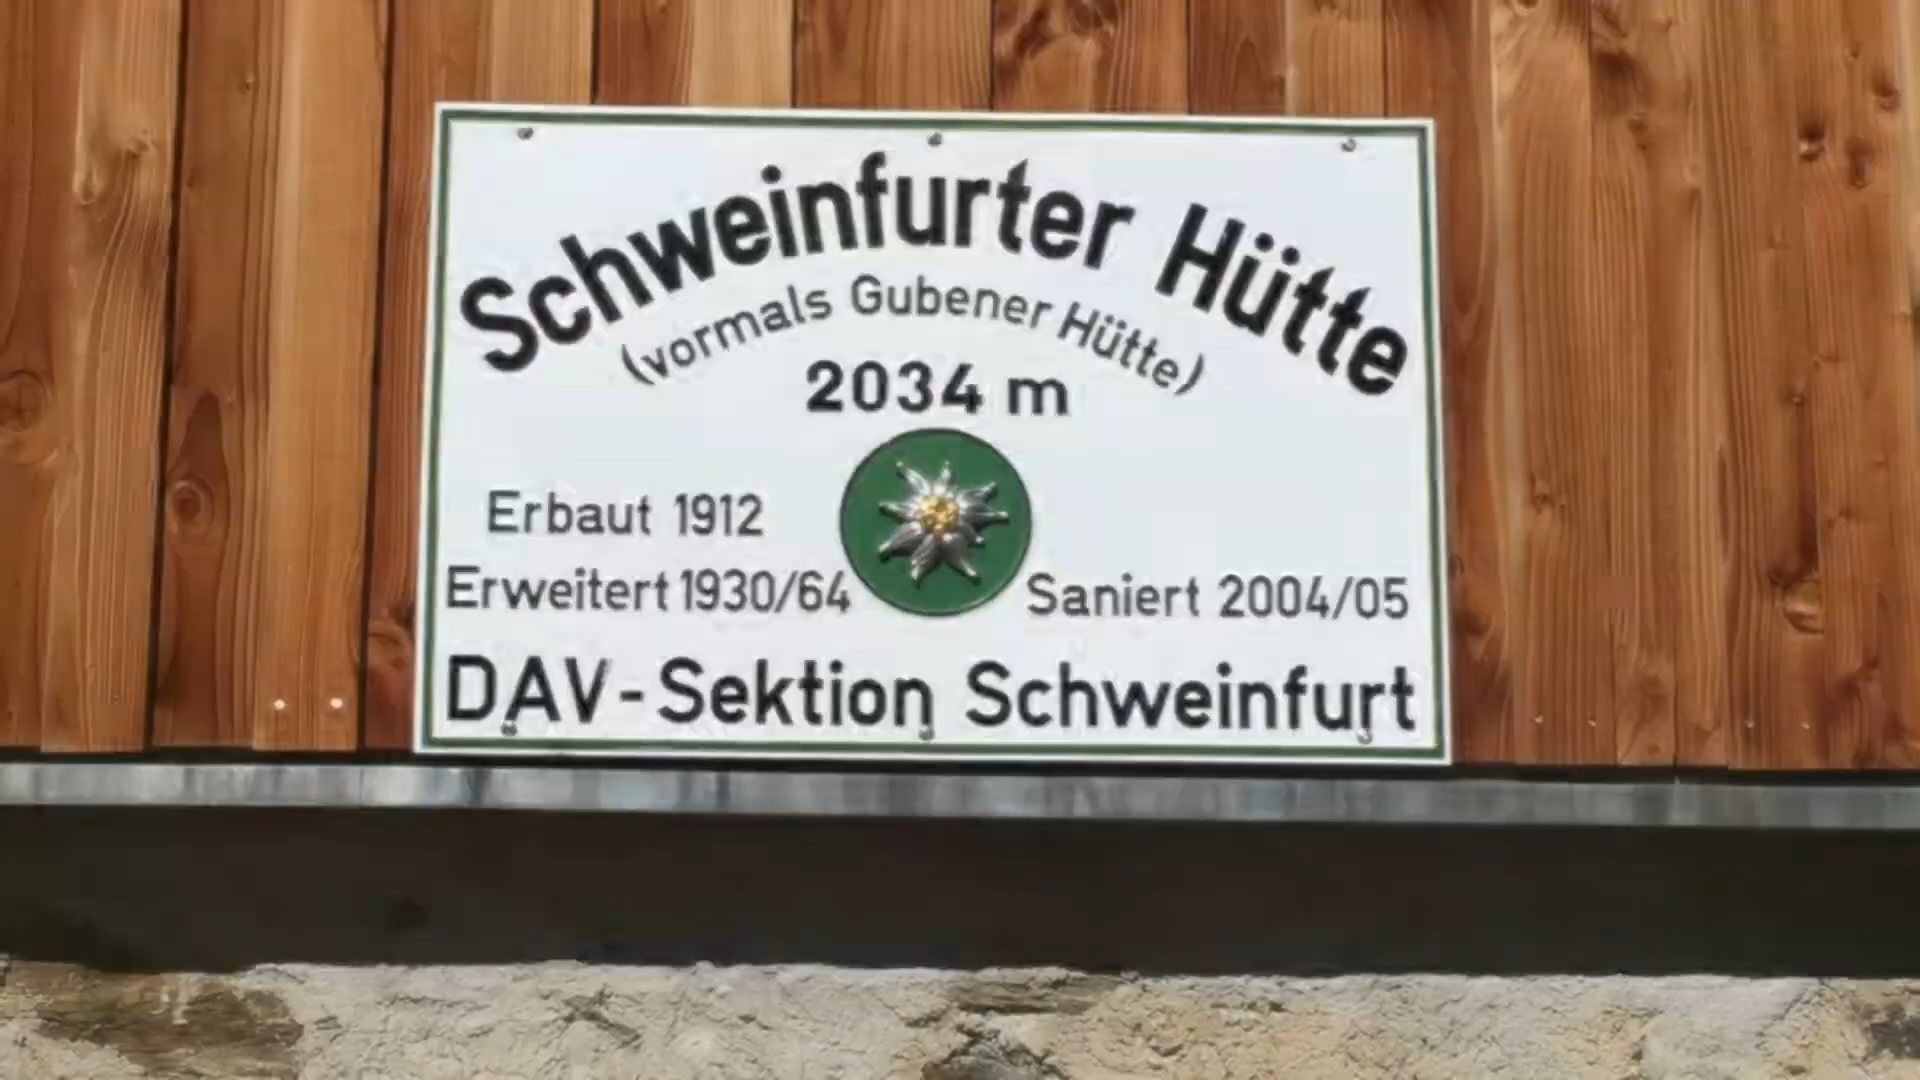 Schweinfurter Hütte
(vormals Gubener Hütte)
2034 m
Erbaut 1912
Erweitert 1930/64
Saniert 2004/05
DAV-Sektion Schweinfurt